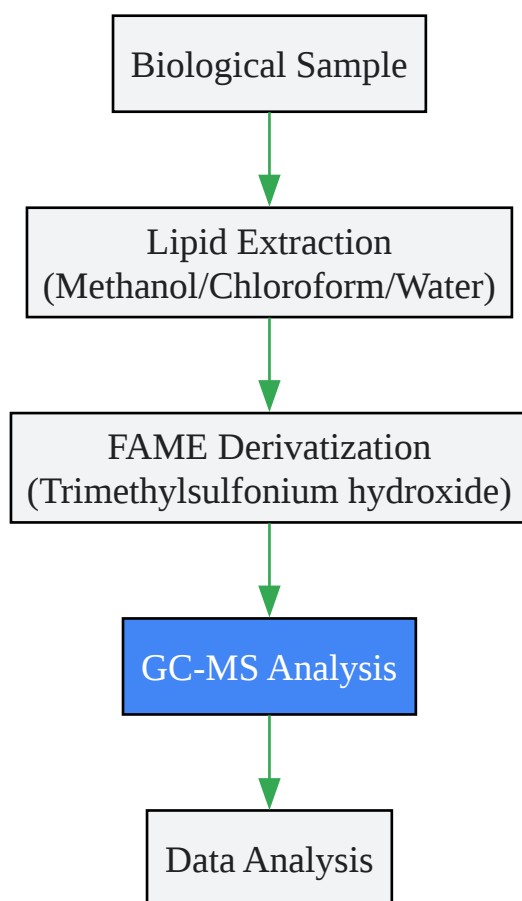 Biological Sample
Lipid Extraction
(Methanol/Chloroform/Water)
FAME Derivatization
(Trimethylsulfonium hydroxide)
GC-MS Analysis
Data Analysis